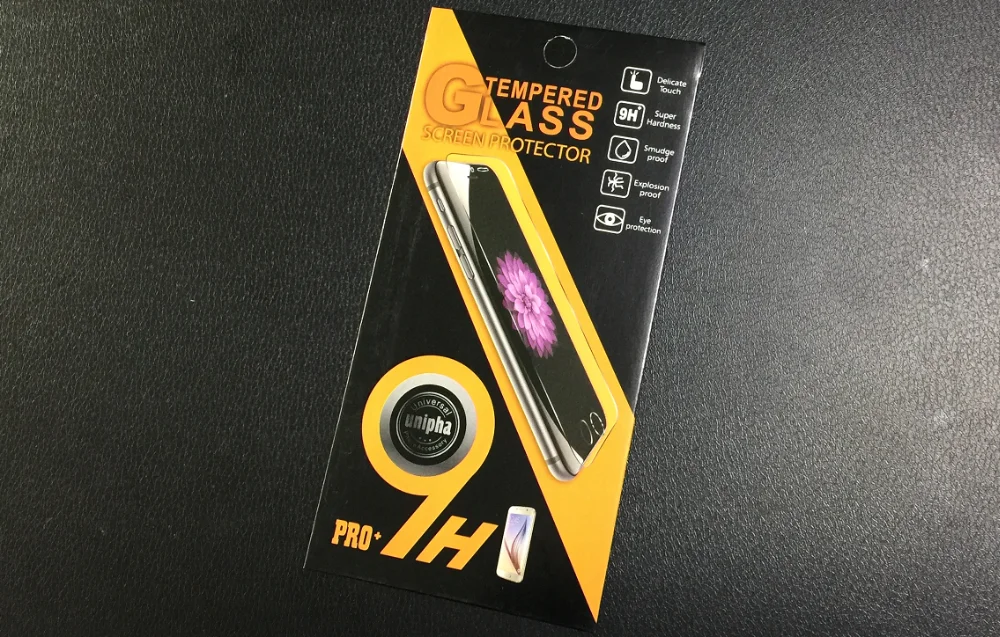 TEMPERED
GLASS
SCREEN PROTECTOR
Delicate
Touch
9H
Super
Hardness
Smudge
proof
Explosion
proof
Eye
protection
universal
unipha
accessory
PRO+
9H